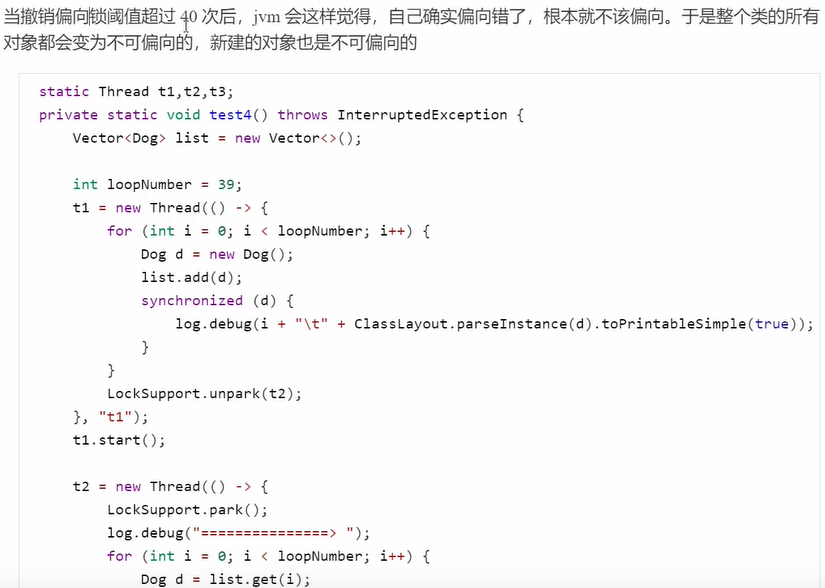 当撤销偏向锁阈值超过 40 次后，jvm 会这样觉得，自己确实偏向错了，根本就不该偏向。于是整个类的所有
对象都会变为不可偏向的，新建的对象也是不可偏向的
static Thread t1,t2,t3;
private static void test4() throws InterruptedException {
    Vector<Dog> list = new Vector<>();
    int loopNumber = 39;
    t1 = new Thread(() -> {
        for (int i = 0; i < loopNumber; i++) {
            Dog d = new Dog();
            list.add(d);
            synchronized (d) {
                log.debug(i + "\t" + ClassLayout.parseInstance(d).toPrintableSimple(true));
            }
        }
        LockSupport.unpark(t2);
    }, "t1");
    t1.start();
    t2 = new Thread(() -> {
        LockSupport.park();
        log.debug("===============> ");
        for (int i = 0; i < loopNumber; i++) {
            Dog d = list.get(i);